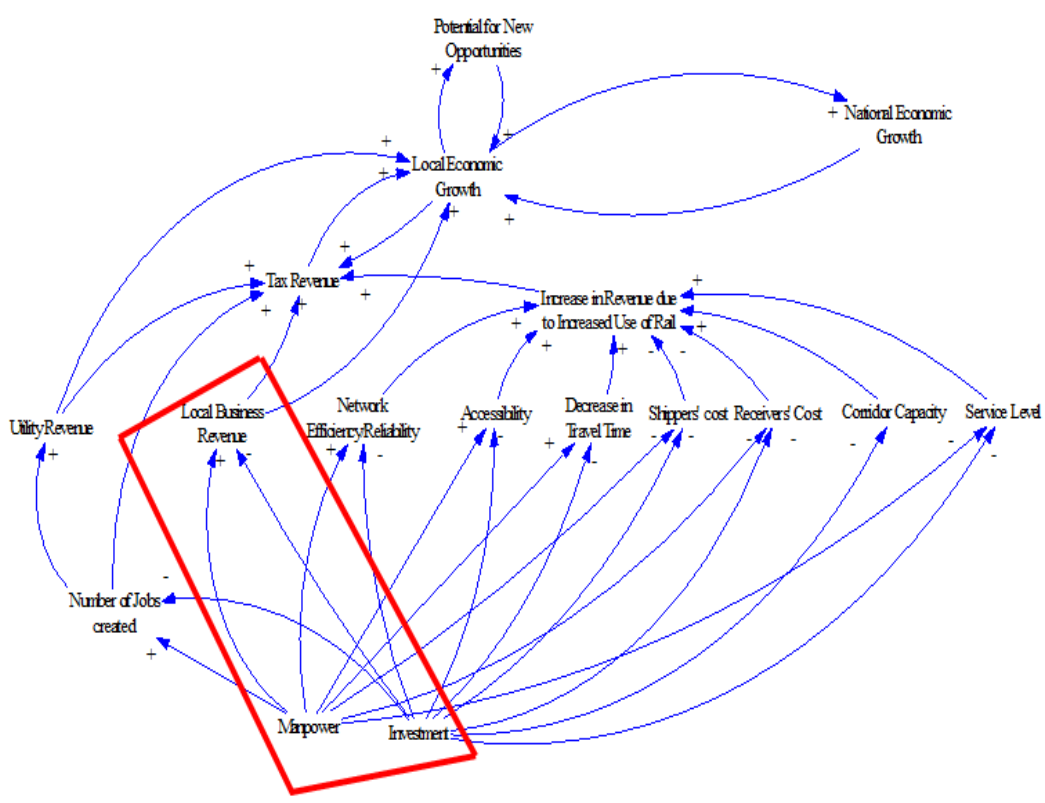 Potential for New
Opportunities
National Economic
Growth
Local Economic
Growth
Tax Revenue
Increase in Revenue due
to Increased Use of Rail
Utility Revenue
Local Business
Revenue
Network
Efficiency/Reliability
Accessibility
Decrease in
Travel Time
Shippers' cost
Receivers' Cost
Corridor Capacity
Service Level
Number of Jobs
created
Manpower
Investment